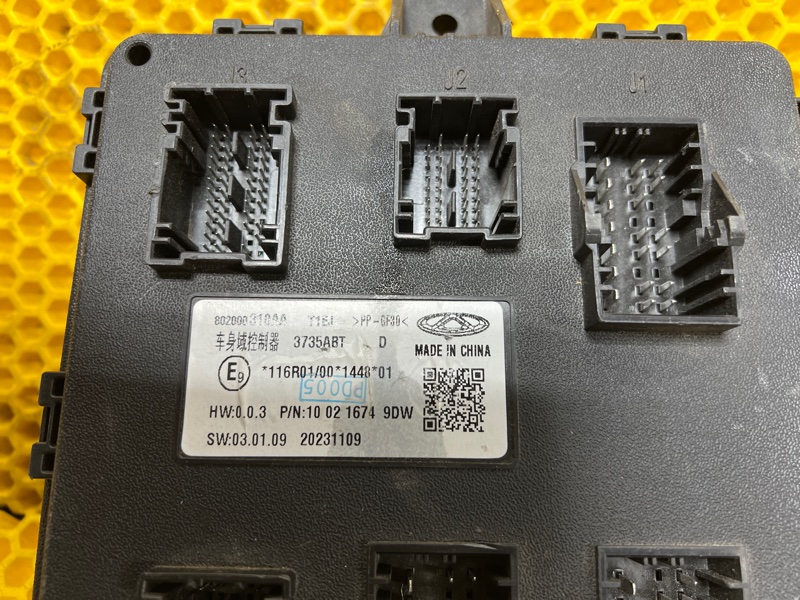 J3 J2 J1
802000318AA T1EJ >PP-GF30<
车身域控制器 3735ABT D
MADE IN CHINA
E9 *116R01/00*1448*01
PD005
HW:0.0.3 P/N:10 02 1674 9DW
SW:03.01.09 20231109